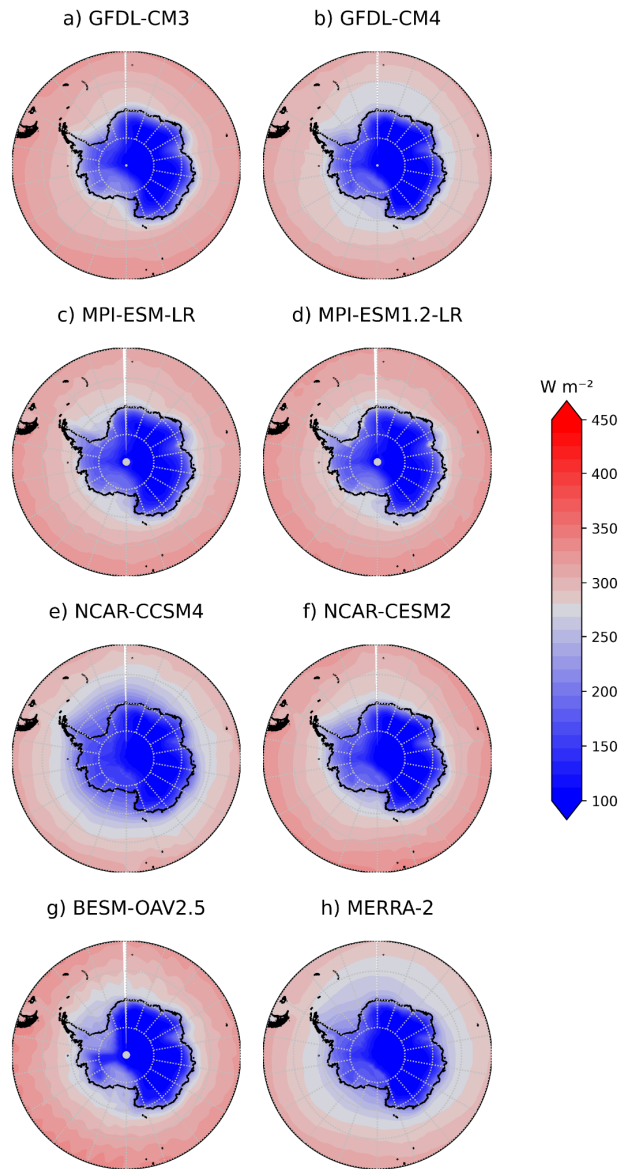 a) GFDL-CM3
b) GFDL-CM4
c) MPI-ESM-LR
d) MPI-ESM1.2-LR
W m⁻²
450
400
350
300
250
200
150
100
e) NCAR-CCSM4
f) NCAR-CESM2
g) BESM-OAV2.5
h) MERRA-2